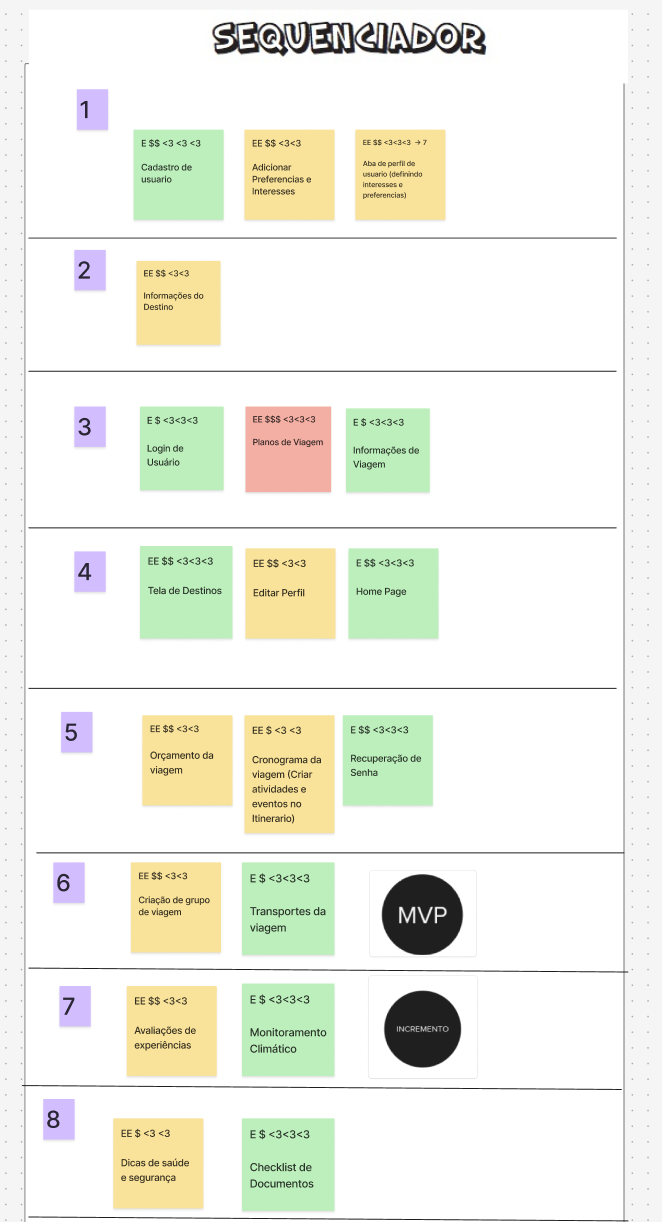 SEQUENCIADOR
1
E $$ <3 <3 <3
Cadastro de
usuario
EE $$ <3<3
Adicionar
Preferencias e
Interesses
EE $$ <3<3<3 → 7
Aba de perfil de
usuario (definindo
interesses e
preferencias)
2
EE $$ <3<3
Informações do
Destino
3
E $ <3<3<3
Login de
Usuário
EE $$$ <3<3<3
Planos de Viagem
E $ <3<3<3
Informações de
Viagem
4
EE $$ <3<3<3
Tela de Destinos
EE $$ <3<3
Editar Perfil
E $$ <3<3<3
Home Page
5
EE $$ <3<3
Orçamento da
viagem
EE $ <3 <3
Cronograma da
viagem (Criar
atividades e
eventos no
Itinerario)
E $$ <3<3<3
Recuperação de
Senha
6
EE $$ <3<3
Criação de grupo
de viagem
E $ <3<3<3
Transportes da
viagem
MVP
7
EE $$ <3<3
Avaliações de
experiências
E $ <3<3<3
Monitoramento
Climático
INCREMENTO
8
EE $ <3 <3
Dicas de saúde
e segurança
E $ <3<3<3
Checklist de
Documentos